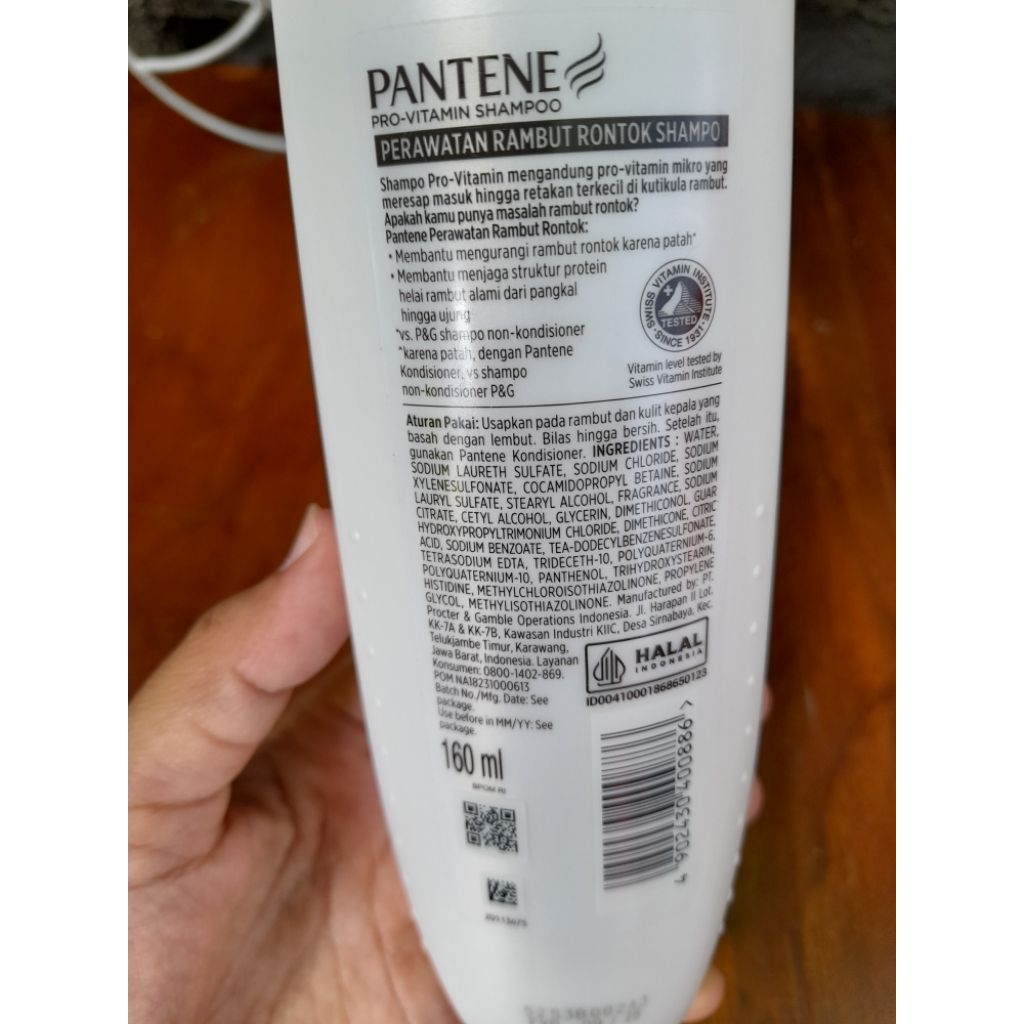 PANTENE
PRO-VITAMIN SHAMPOO
PERAWATAN RAMBUT RONTOK SHAMPO
Shampo Pro-Vitamin mengandung pro-vitamin mikro yang
meresap masuk hingga retakan terkecil di kutikula rambut.
Apakah kamu punya masalah rambut rontok?
Pantene Perawatan Rambut Rontok:
• Membantu mengurangi rambut rontok karena patah*
• Membantu menjaga struktur protein
helai rambut alami dari pangkal
hingga ujung
*vs. P&G shampo non-kondisioner
*karena patah, dengan Pantene
Kondisioner, vs shampo
non-kondisioner P&G
SWISS VITAMIN INSTITUTE
TESTED
SINCE 1931
Vitamin level tested by
Swiss Vitamin Institute
Aturan Pakai: Usapkan pada rambut dan kulit kepala yang
basah dengan lembut. Bilas hingga bersih. Setelah itu,
gunakan Pantene Kondisioner. INGREDIENTS : WATER,
SODIUM LAURETH SULFATE, SODIUM CHLORIDE, SODIUM
XYLENESULFONATE, COCAMIDOPROPYL BETAINE, SODIUM
LAURYL SULFATE, STEARYL ALCOHOL, FRAGRANCE, SODIUM
CITRATE, CETYL ALCOHOL, GLYCERIN, DIMETHICONOL, GUAR
HYDROXYPROPYLTRIMONIUM CHLORIDE, DIMETHICONE, CITRIC
ACID, SODIUM BENZOATE, TEA-DODECYLBENZENESULFONATE,
TETRASODIUM EDTA, TRIDECETH-10, POLYQUATERNIUM-6,
POLYQUATERNIUM-10, PANTHENOL, TRIHYDROXYSTEARIN,
HISTIDINE, METHYLCHLOROISOTHIAZOLINONE, PROPYLENE
GLYCOL, METHYLISOTHIAZOLINONE. Manufactured by: PT.
Procter & Gamble Operations Indonesia. Jl. Harapan II Lot.
KK-7A & KK-7B, Kawasan Industri KIIC, Desa Sirnabaya, Kec.
Telukjambe Timur, Karawang,
Jawa Barat, Indonesia. Layanan
Konsumen: 0800-1402-869.
POM NA18231000613
Batch No./Mfg. Date: See
package.
Use before in MM/YY: See
package.
HALAL
INDONESIA
ID00410001868650123
160 ml
BPOM RI
4 902430 400886 >